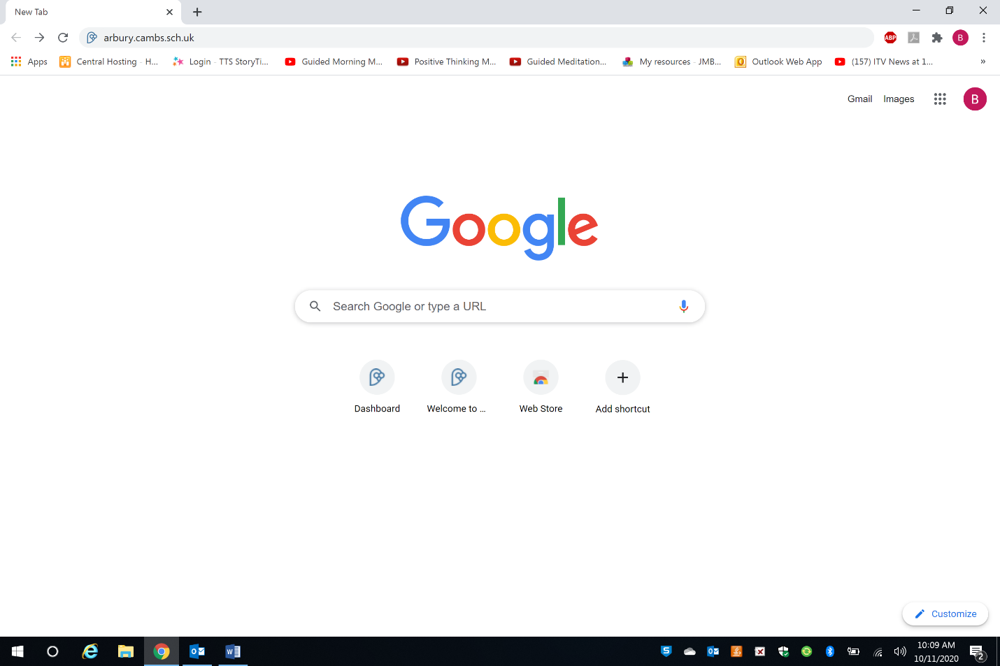 New Tab
arbury.cambs.sch.uk
ABP
B
Apps
Central Hosting - H...
Login - TTS StoryTi...
Guided Morning M...
Positive Thinking M...
Guided Meditation...
My resources - JMB...
Outlook Web App
(157) ITV News at 1...
»
Gmail
Images
B
Google
Search Google or type a URL
Dashboard
Welcome to ...
Web Store
Add shortcut
Customize
10:09 AM
10/11/2020
2